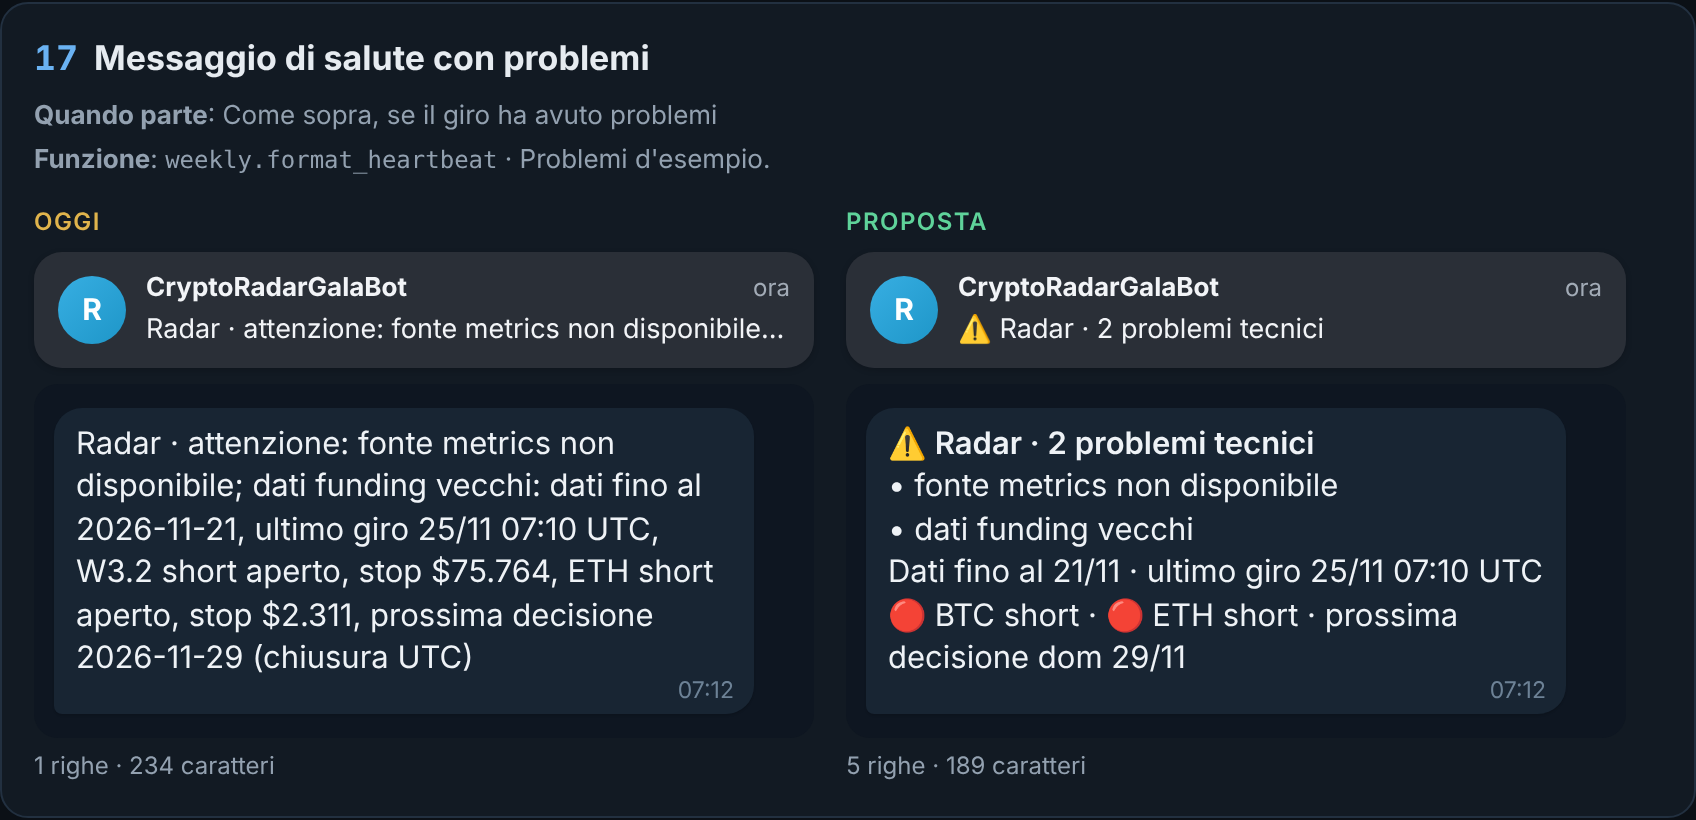 17 Messaggio di salute con problemi
Quando parte: Come sopra, se il giro ha avuto problemi
Funzione: weekly.format_heartbeat · Problemi d'esempio.
OGGI
R
CryptoRadarGalaBot
ora
Radar · attenzione: fonte metrics non disponibile...
Radar · attenzione: fonte metrics non
disponibile; dati funding vecchi: dati fino al
2026-11-21, ultimo giro 25/11 07:10 UTC,
W3.2 short aperto, stop $75.764, ETH short
aperto, stop $2.311, prossima decisione
2026-11-29 (chiusura UTC)
07:12
1 righe · 234 caratteri
PROPOSTA
R
CryptoRadarGalaBot
ora
⚠️ Radar · 2 problemi tecnici
⚠️ Radar · 2 problemi tecnici
• fonte metrics non disponibile
• dati funding vecchi
Dati fino al 21/11 · ultimo giro 25/11 07:10 UTC
🔴 BTC short · 🔴 ETH short · prossima
decisione dom 29/11
07:12
5 righe · 189 caratteri